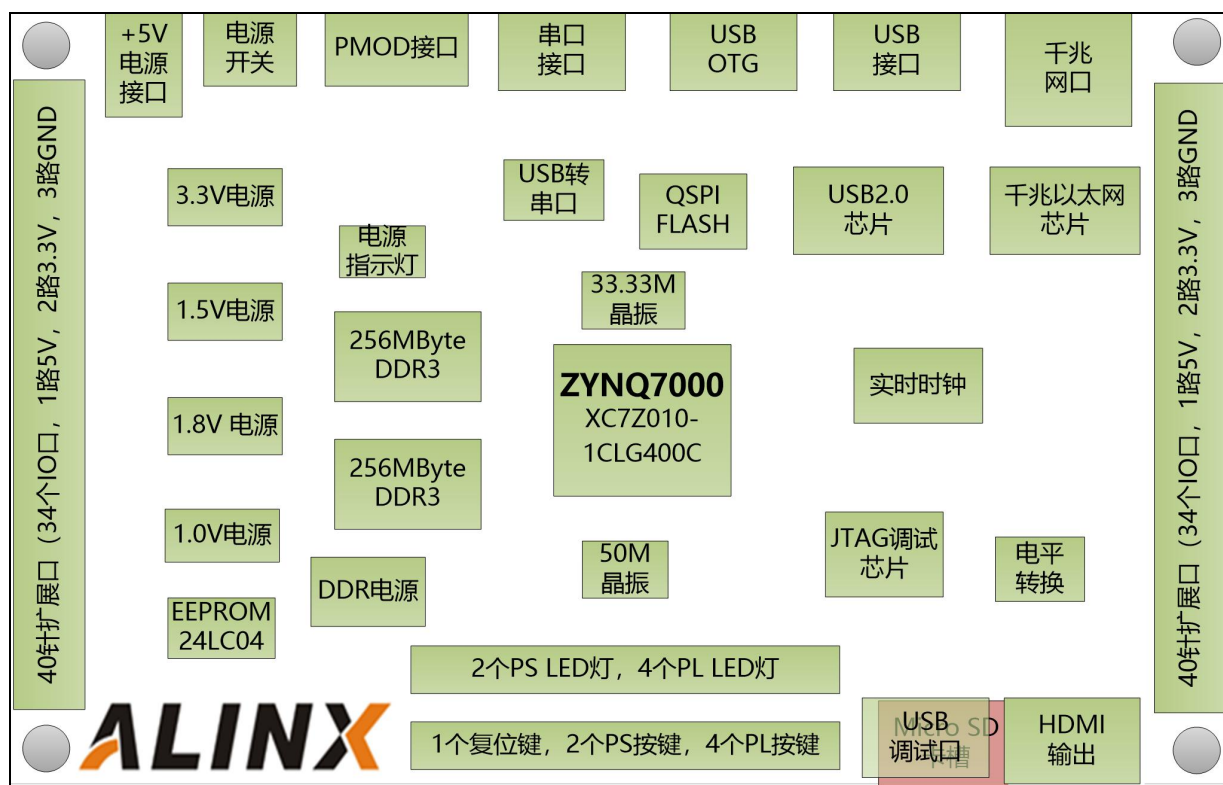 +5V
电源
接口
电源
开关
PMOD接口
串口
接口
USB
OTG
USB
接口
千兆
网口
40针扩展口（34个IO口，1路5V，2路3.3V，3路GND
3.3V电源
USB转
串口
QSPI
FLASH
USB2.0
芯片
千兆以太网
芯片
40针扩展口（34个IO口，1路5V，2路3.3V，3路GND
电源
指示灯
1.5V电源
33.33M
晶振
256MByte
DDR3
ZYNQ7000
XC7Z010-
1CLG400C
实时时钟
1.8V 电源
256MByte
DDR3
1.0V电源
50M
晶振
JTAG调试
芯片
电平
转换
DDR电源
EEPROM
24LC04
2个PS LED灯，4个PL LED灯
ALINX
1个复位键，2个PS按键，4个PL按键
USB
调试口
Micro SD
卡槽
HDMI
输出